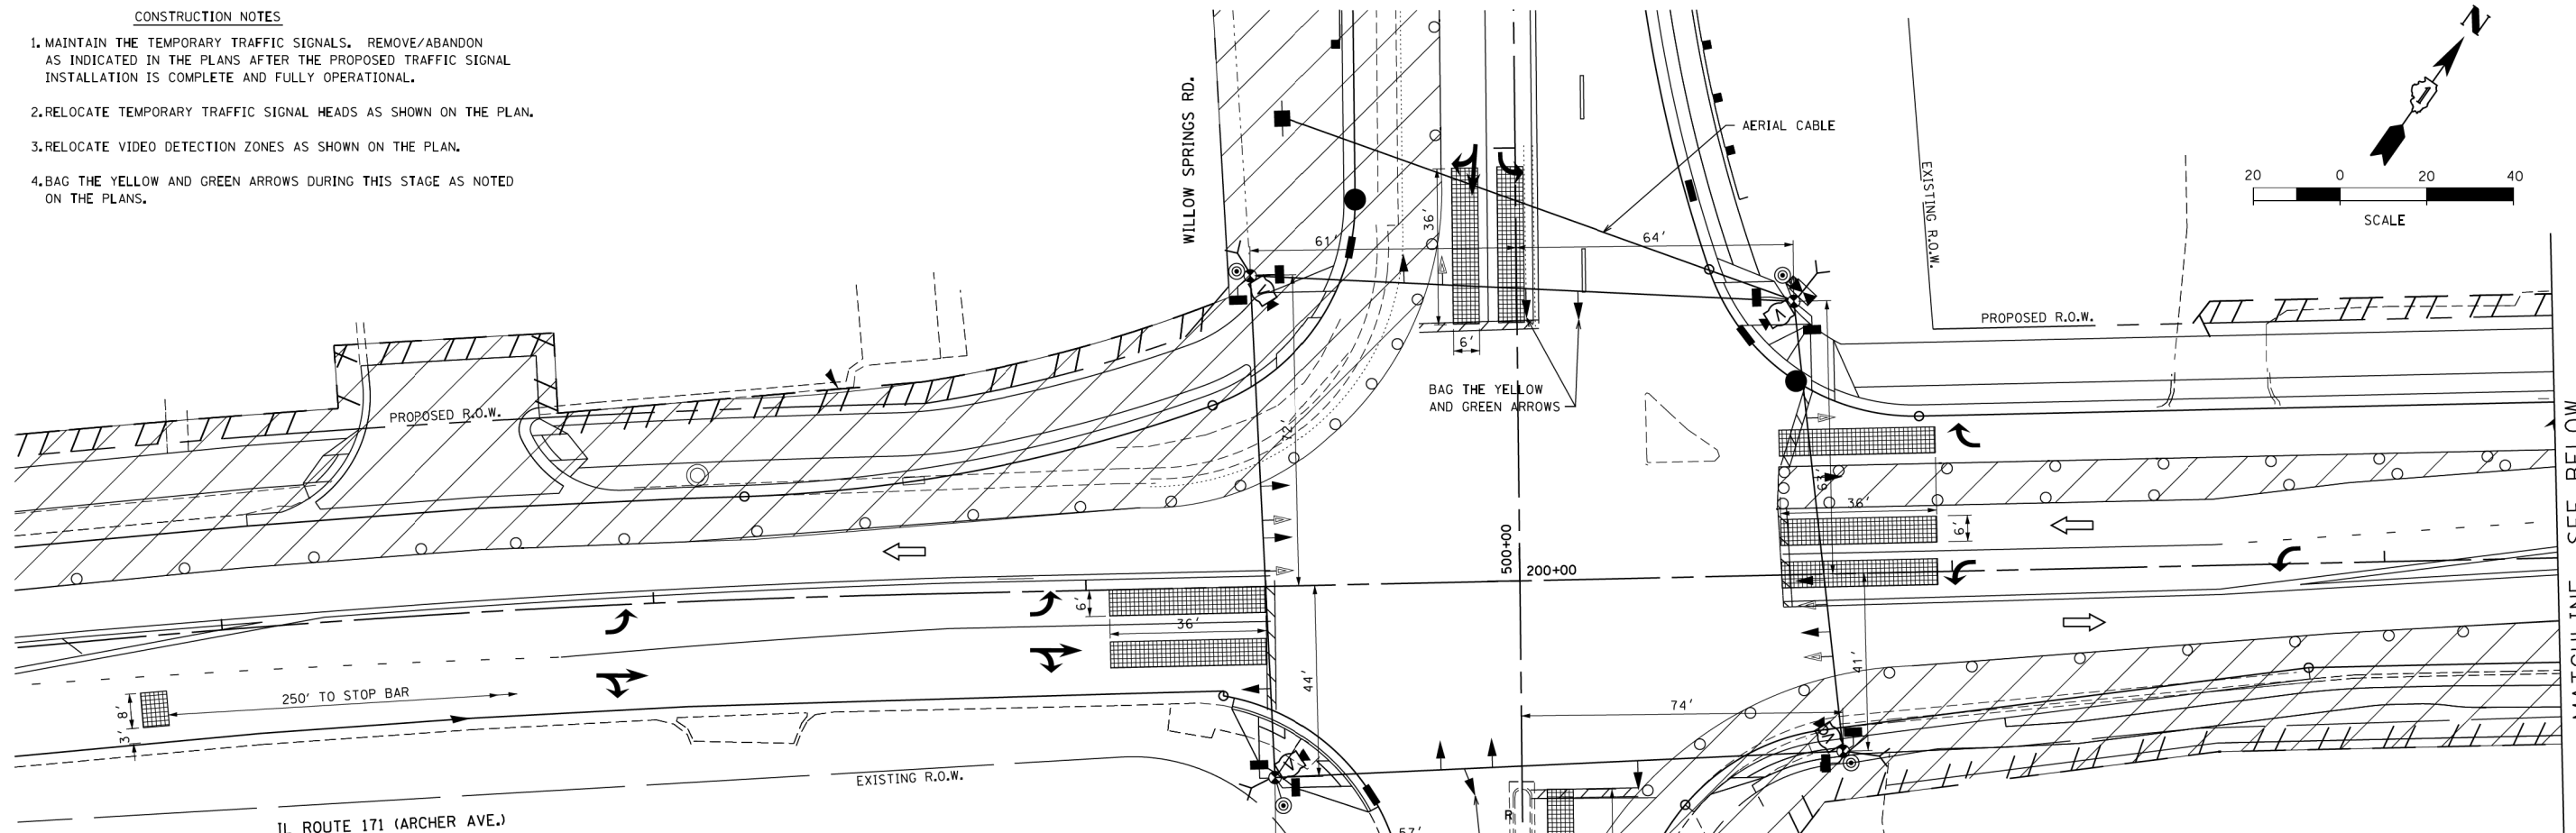 CONSTRUCTION NOTES
1. MAINTAIN THE TEMPORARY TRAFFIC SIGNALS. REMOVE/ABANDON
AS INDICATED IN THE PLANS AFTER THE PROPOSED TRAFFIC SIGNAL
INSTALLATION IS COMPLETE AND FULLY OPERATIONAL.
2. RELOCATE TEMPORARY TRAFFIC SIGNAL HEADS AS SHOWN ON THE PLAN.
3. RELOCATE VIDEO DETECTION ZONES AS SHOWN ON THE PLAN.
4. BAG THE YELLOW AND GREEN ARROWS DURING THIS STAGE AS NOTED
ON THE PLANS.
WILLOW SPRINGS RD.
AERIAL CABLE
EXISTING R.O.W.
N
20 0 20 40
SCALE
61'
36'
64'
6'
BAG THE YELLOW
AND GREEN ARROWS
PROPOSED R.O.W.
PROPOSED R.O.W.
72'
63'
36'
6'
500+00
200+00
6'
36'
44'
41'
74'
250' TO STOP BAR
8'
3'
EXISTING R.O.W.
IL ROUTE 171 (ARCHER AVE.)
57'
R
SEE BELOW